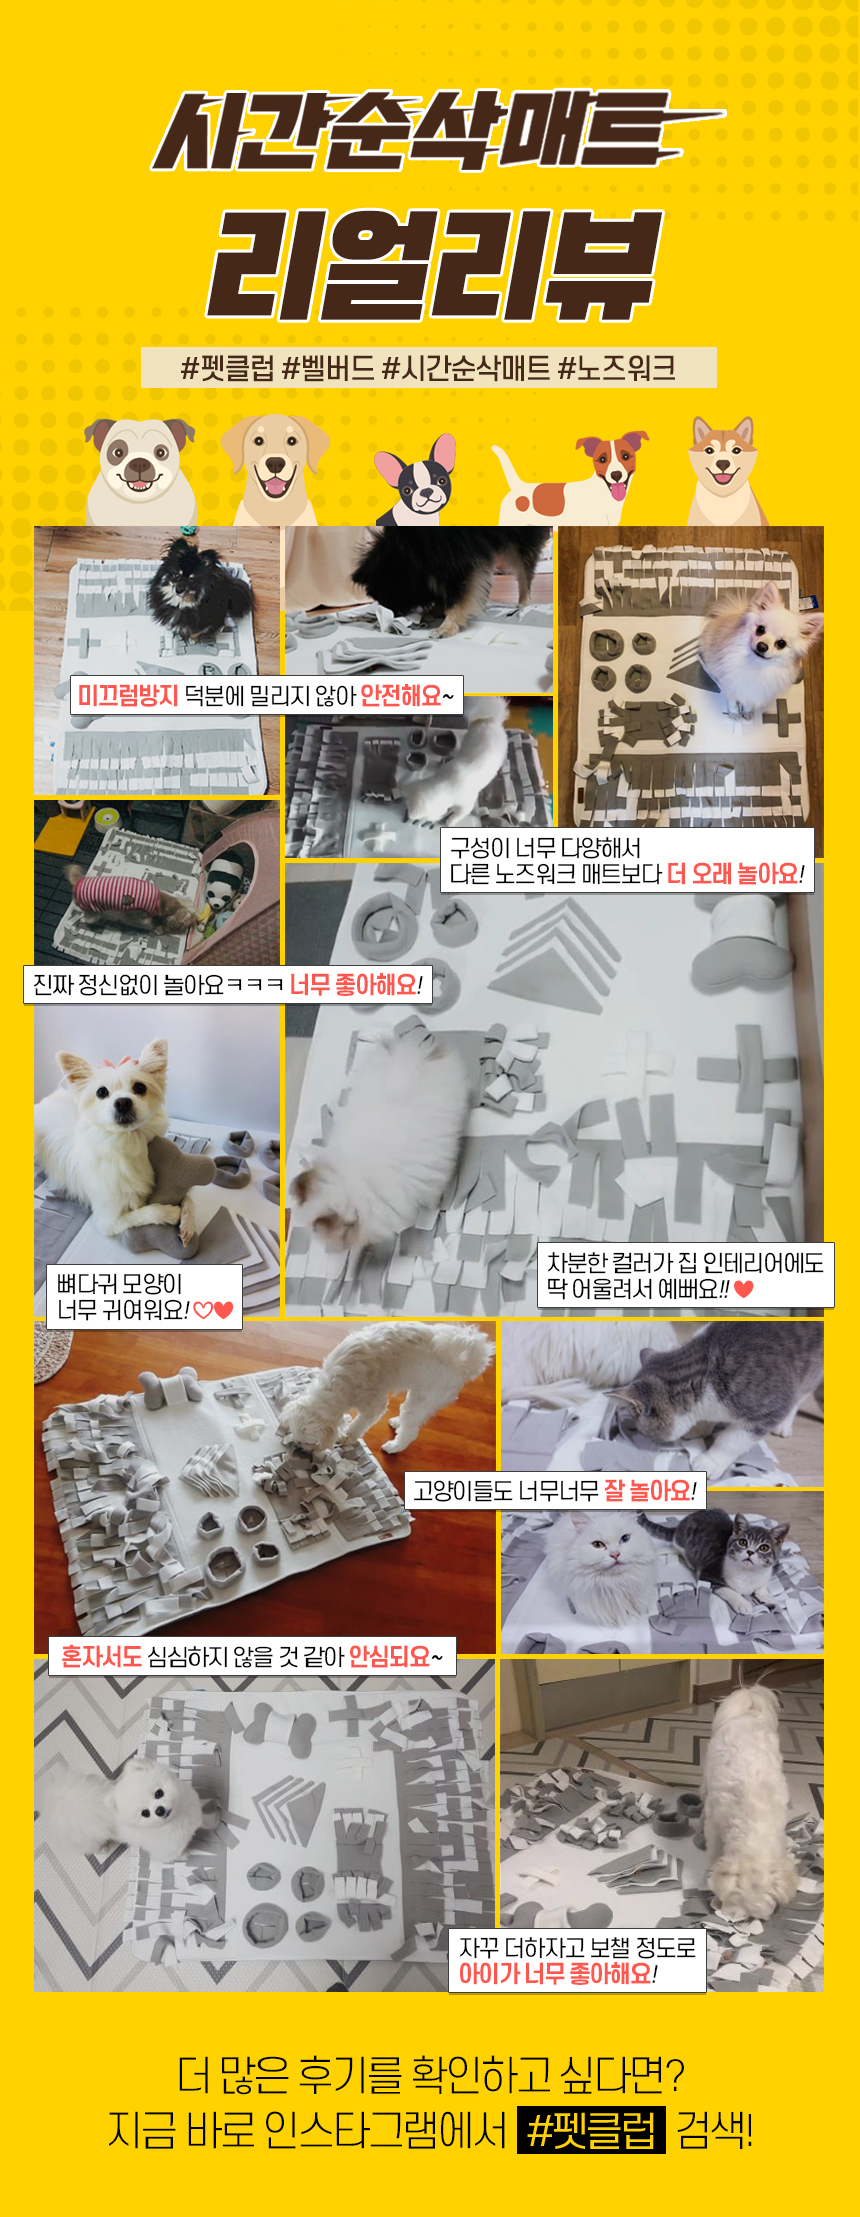 시간순삭매트
리얼리뷰
#펫클럽 #벨버드 #시간순삭매트 #노즈워크
미끄럼방지 덕분에 밀리지 않아 안전해요~
구성이 너무 다양해서
다른 노즈워크 매트보다 더 오래 놀아요!
진짜 정신없이 놀아요ㅋㅋㅋ 너무 좋아해요!
뼈다귀 모양이
너무 귀여워요!♡♥
차분한 컬러가 집 인테리어에도
딱 어울려서 예뻐요!! ♥
고양이들도 너무너무 잘 놀아요!
혼자서도 심심하지 않을 것 같아 안심되요~
자꾸 더하자고 보챌 정도로
아이가 너무 좋아해요!
더 많은 후기를 확인하고 싶다면?
지금 바로 인스타그램에서 #펫클럽 검색!